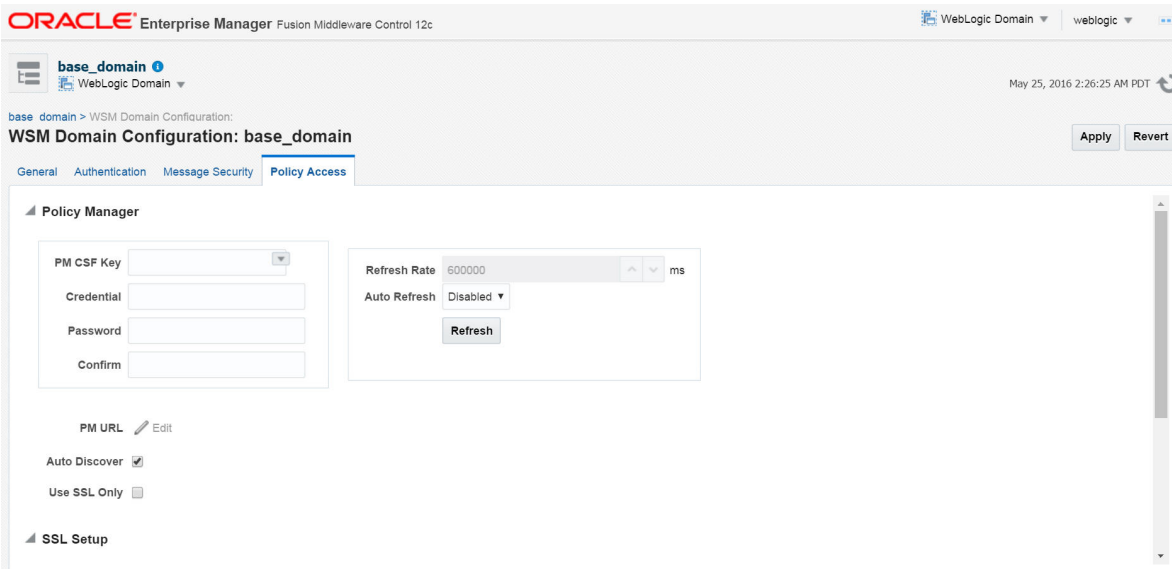 ORACLE Enterprise Manager Fusion Middleware Control 12c
WebLogic Domain
weblogic
base_domain
WebLogic Domain
May 25, 2016 2:26:25 AM PDT
base_domain > WSM Domain Configuration:
WSM Domain Configuration: base_domain
Apply
Revert
General
Authentication
Message Security
Policy Access
Policy Manager
PM CSF Key
Credential
Password
Confirm
Refresh Rate 600000 ms
Auto Refresh Disabled
Refresh
PM URL Edit
Auto Discover
Use SSL Only
SSL Setup